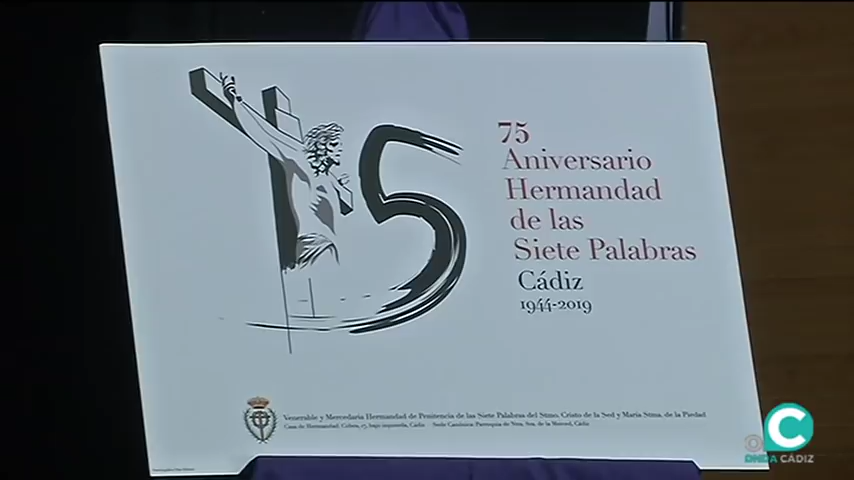 75
Aniversario
Hermandad
de las
Siete Palabras
Cádiz
1944-2019
Venerable y Mercedaria Hermandad de Penitencia de las Siete Palabras del Stmo. Cristo de la Sed y María Stma. de la Piedad
Casa de Hermandad: Cobos, 17, bajo izquierda, Cádiz - Sede Canónica: Parroquia de Ntra. Sra. de la Merced, Cádiz
C
ONDA CÁDIZ